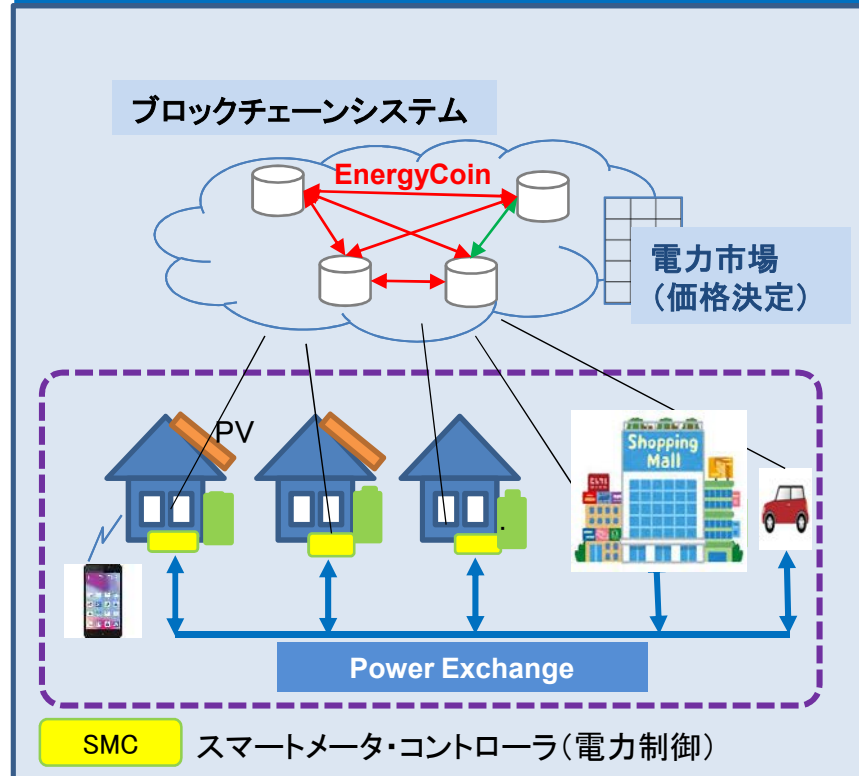 ブロックチェーンシステム
EnergyCoin
電力市場
（価格決定）
PV
Shopping
Mall
Power Exchange
SMC
スマートメータ・コントローラ（電力制御）